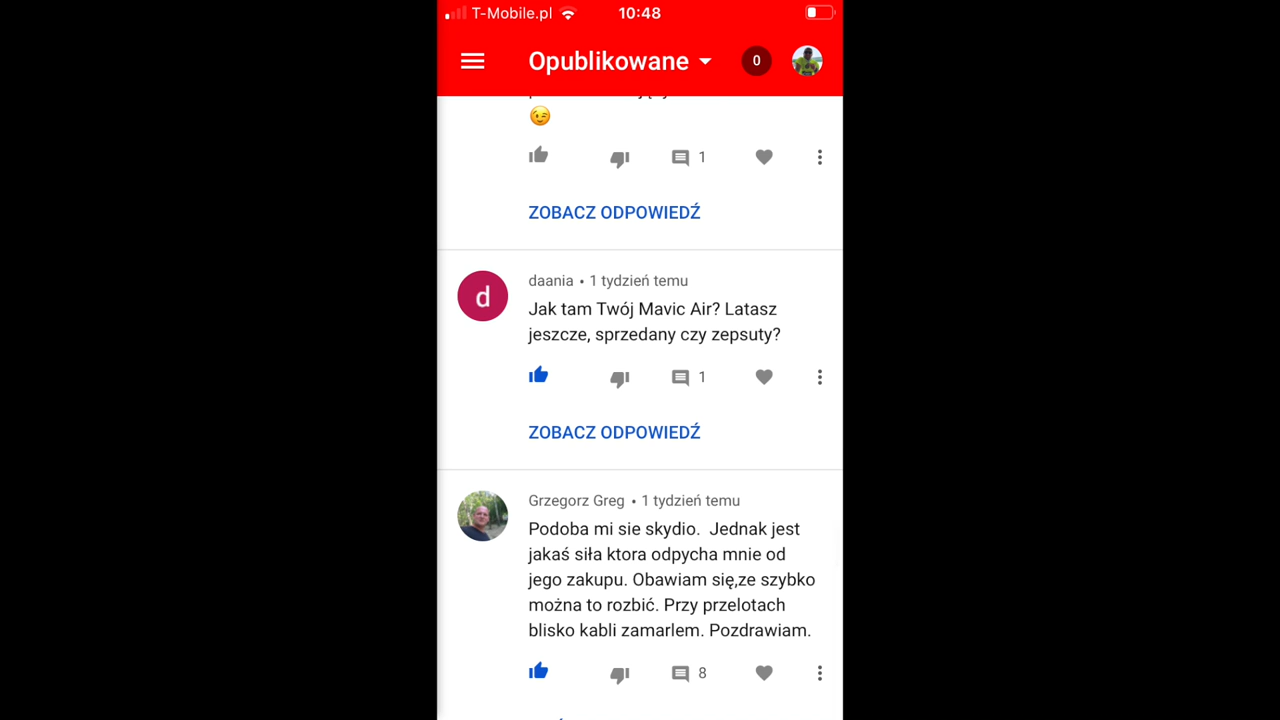 T-Mobile.pl
10:48
Opublikowane
0
1
ZOBACZ ODPOWIEDŹ
d
daania • 1 tydzień temu
Jak tam Twój Mavic Air? Latasz
jeszcze, sprzedany czy zepsuty?
1
ZOBACZ ODPOWIEDŹ
Grzegorz Greg • 1 tydzień temu
Podoba mi sie skydio.  Jednak jest
jakaś siła ktora odpycha mnie od
jego zakupu. Obawiam się,ze szybko
można to rozbić. Przy przelotach
blisko kabli zamarlem. Pozdrawiam.
8